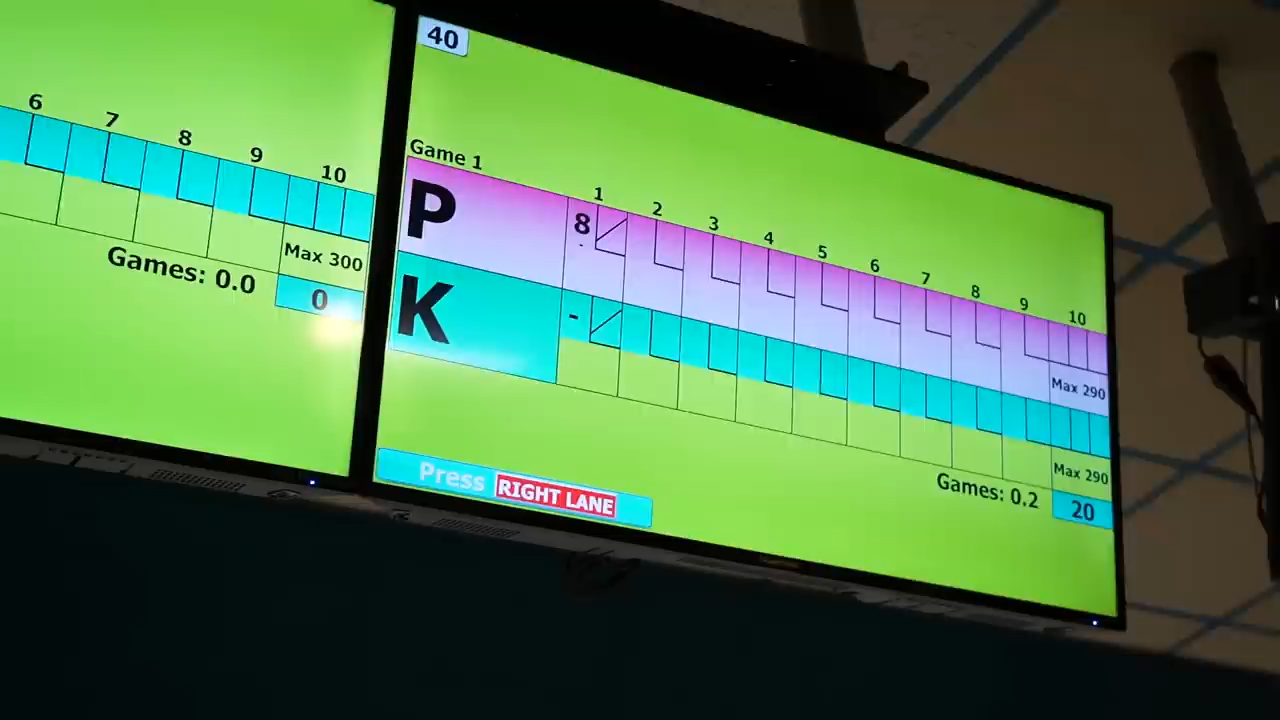 6 7 8 9 10
Max 300
Games: 0.0
0
40
Game 1
1 2 3 4 5 6 7 8 9 10
P 8 /
Max 290
K - /
Max 290
Games: 0.2
20
Press RIGHT LANE